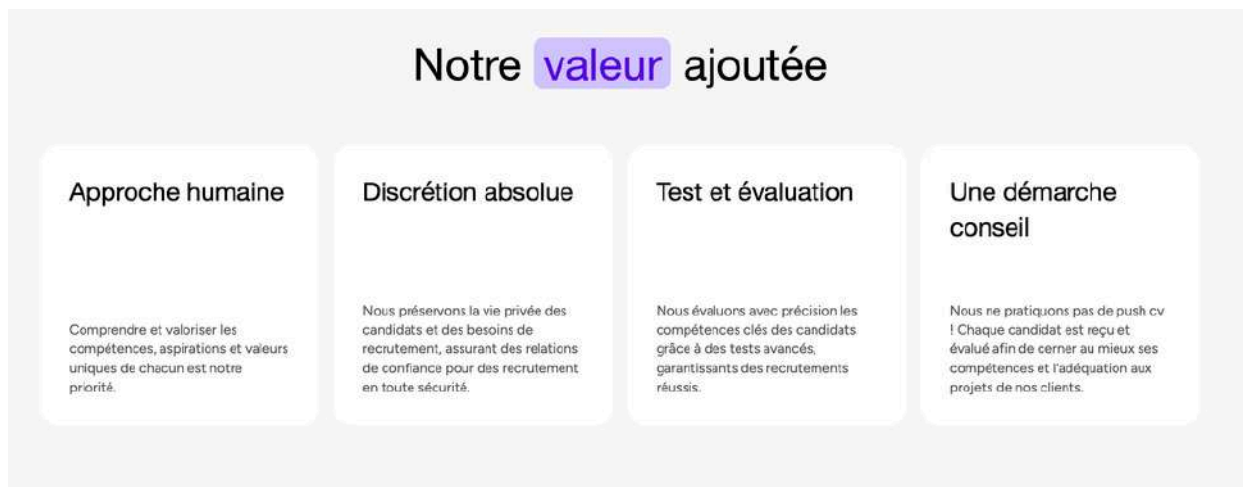 Notre valeur ajoutée
Approche humaine
Comprendre et valoriser les
compétences, aspirations et valeurs
uniques de chacun est notre
priorité.
Discrétion absolue
Nous préservons la vie privée des
candidats et des besoins de
recrutement, assurant des relations
de confiance pour des recrutement
en toute sécurité.
Test et évaluation
Nous évaluons avec précision les
compétences clés des candidats
grâce à des tests avancés,
garantissants des recrutements
réussis.
Une démarche
conseil
Nous ne pratiquons pas de push cv
! Chaque candidat est reçu et
évalué afin de cerner au mieux ses
compétences et l'adéquation aux
projets de nos clients.